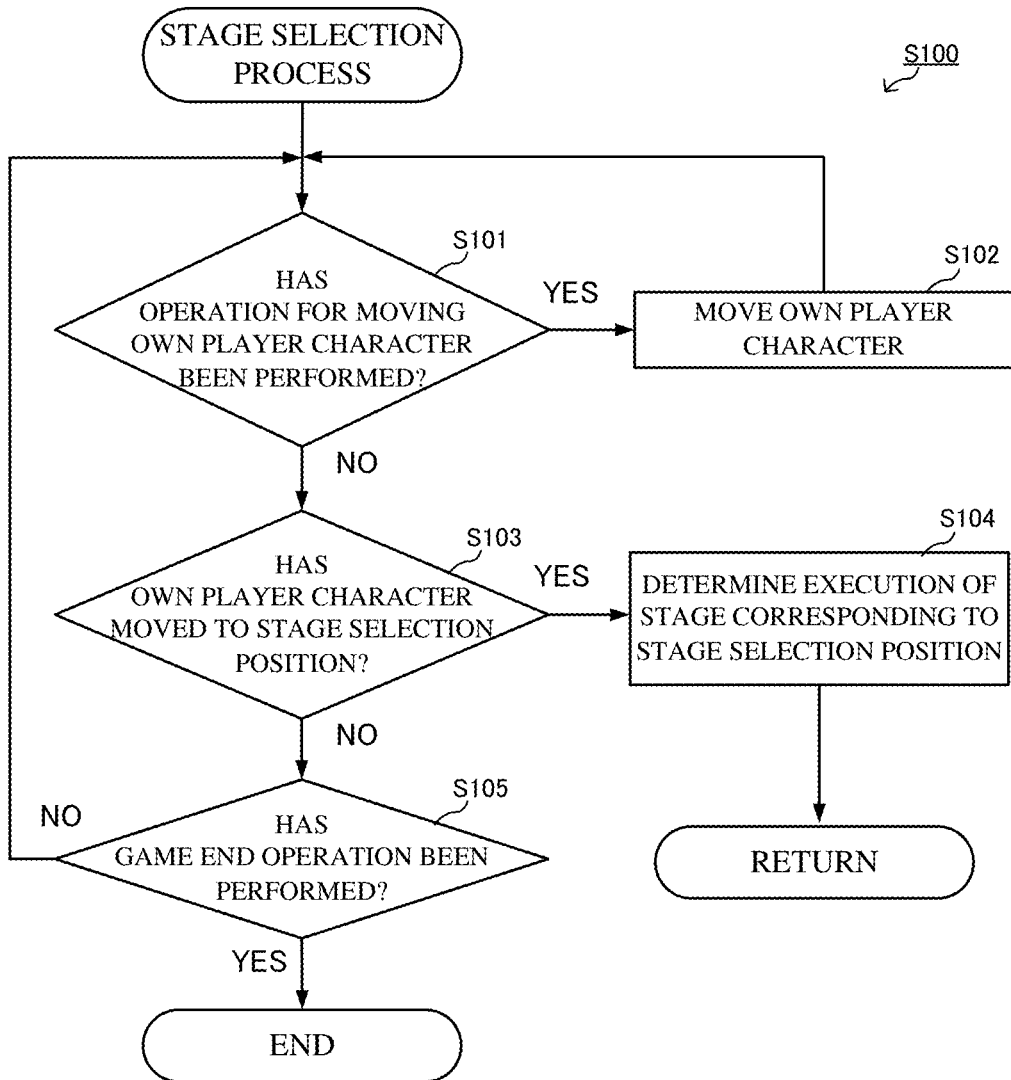 STAGE SELECTION
PROCESS
S100
S101
HAS
OPERATION FOR MOVING
OWN PLAYER CHARACTER
BEEN PERFORMED?
YES
S102
MOVE OWN PLAYER
CHARACTER
NO
S103
HAS
OWN PLAYER CHARACTER
MOVED TO STAGE SELECTION
POSITION?
YES
S104
DETERMINE EXECUTION OF
STAGE CORRESPONDING TO
STAGE SELECTION POSITION
NO
S105
HAS
GAME END OPERATION BEEN
PERFORMED?
NO
RETURN
YES
END